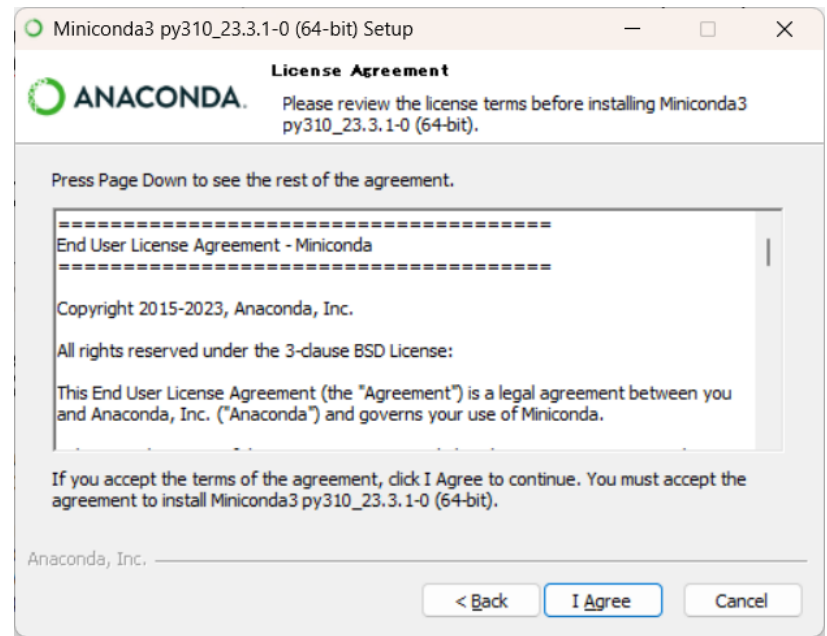 Miniconda3 py310_23.3.1-0 (64-bit) Setup
ANACONDA.
License Agreement
Please review the license terms before installing Miniconda3
py310_23.3.1-0 (64-bit).
Press Page Down to see the rest of the agreement.
======================================
End User License Agreement - Miniconda
======================================
Copyright 2015-2023, Anaconda, Inc.
All rights reserved under the 3-clause BSD License:
This End User License Agreement (the "Agreement") is a legal agreement between you
and Anaconda, Inc. ("Anaconda") and governs your use of Miniconda.
If you accept the terms of the agreement, click I Agree to continue. You must accept the
agreement to install Miniconda3 py310_23.3.1-0 (64-bit).
Anaconda, Inc.
< Back
I Agree
Cancel